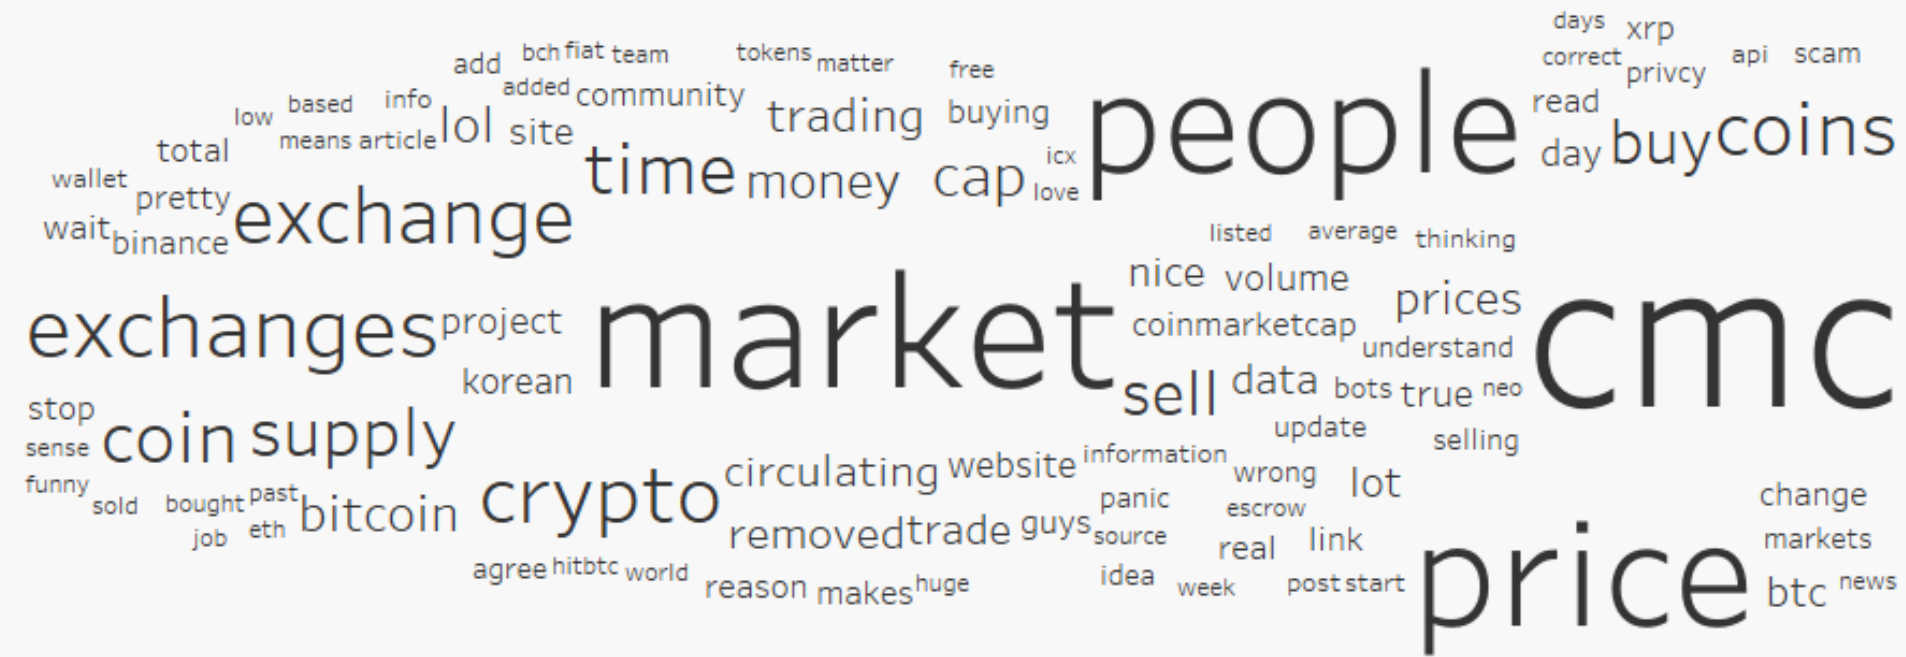 days xrp
add bch fiat team tokens matter free correct privcy api scam
low based info added community trading buying people read
total means article lol site time money cap icx love day buy coins
wallet pretty
wait binance exchange
listed average thinking
nice volume prices
exchanges project market coinmarketcap understand cmc
korean sell data bots true neo
stop
sense coin supply update selling
funny sold bought past bitcoin crypto circulating website information wrong lot
job eth removed trade guys panic escrow change
source real link price markets
agree hitbtc world reason makes huge idea week post start btc news